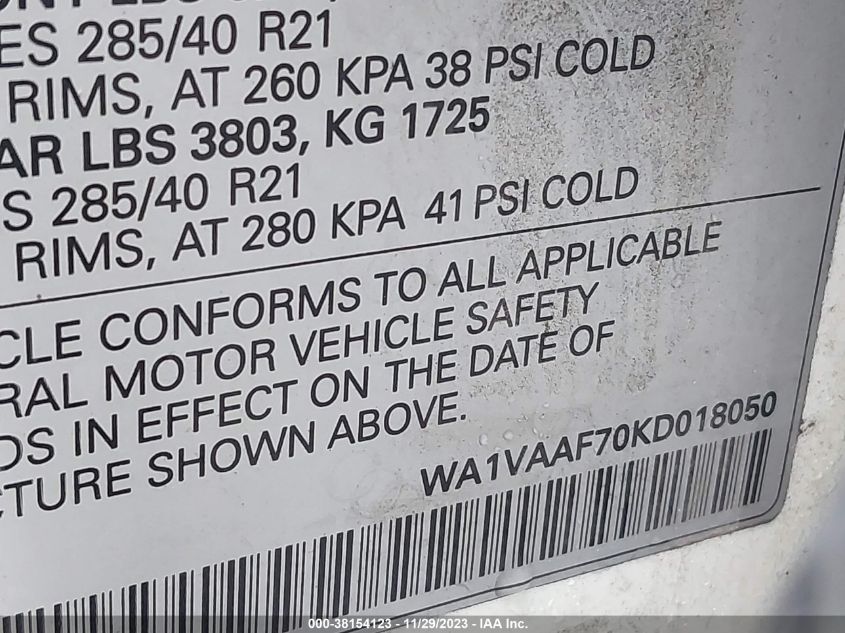 ES 285/40 R21
RIMS, AT 260 KPA 38 PSI COLD
AR LBS 3803, KG 1725
S 285/40 R21
RIMS, AT 280 KPA 41 PSI COLD
CLE CONFORMS TO ALL APPLICABLE
RAL MOTOR VEHICLE SAFETY
DS IN EFFECT ON THE DATE OF
CTURE SHOWN ABOVE.
WA1VAAF70KD018050
000-38154123 - 11/29/2023 - IAA Inc.